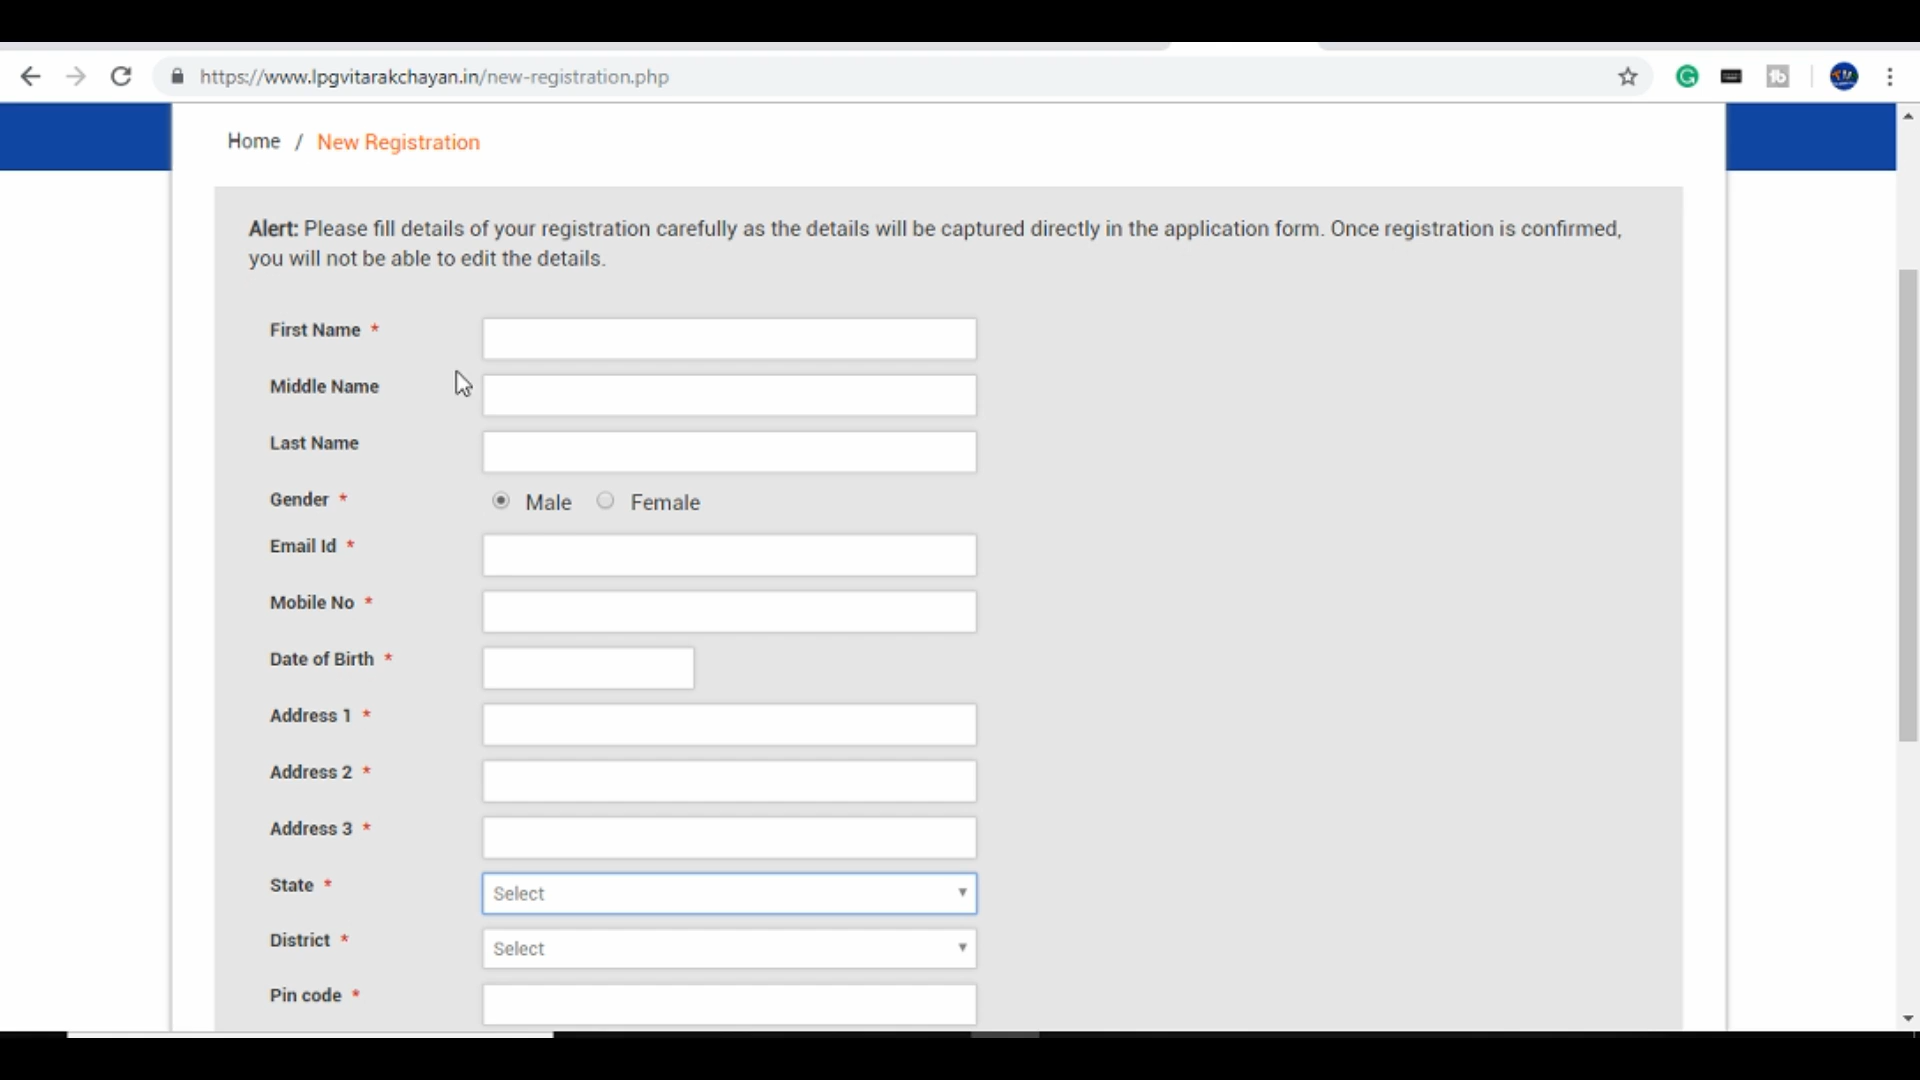 https://www.lpgvitarakchayan.in/new-registration.php
Home / New Registration
Alert: Please fill details of your registration carefully as the details will be captured directly in the application form. Once registration is confirmed,
you will not be able to edit the details.
First Name *
Middle Name
Last Name
Gender * Male Female
Email Id *
Mobile No *
Date of Birth *
Address 1 *
Address 2 *
Address 3 *
State * Select
District * Select
Pin code *